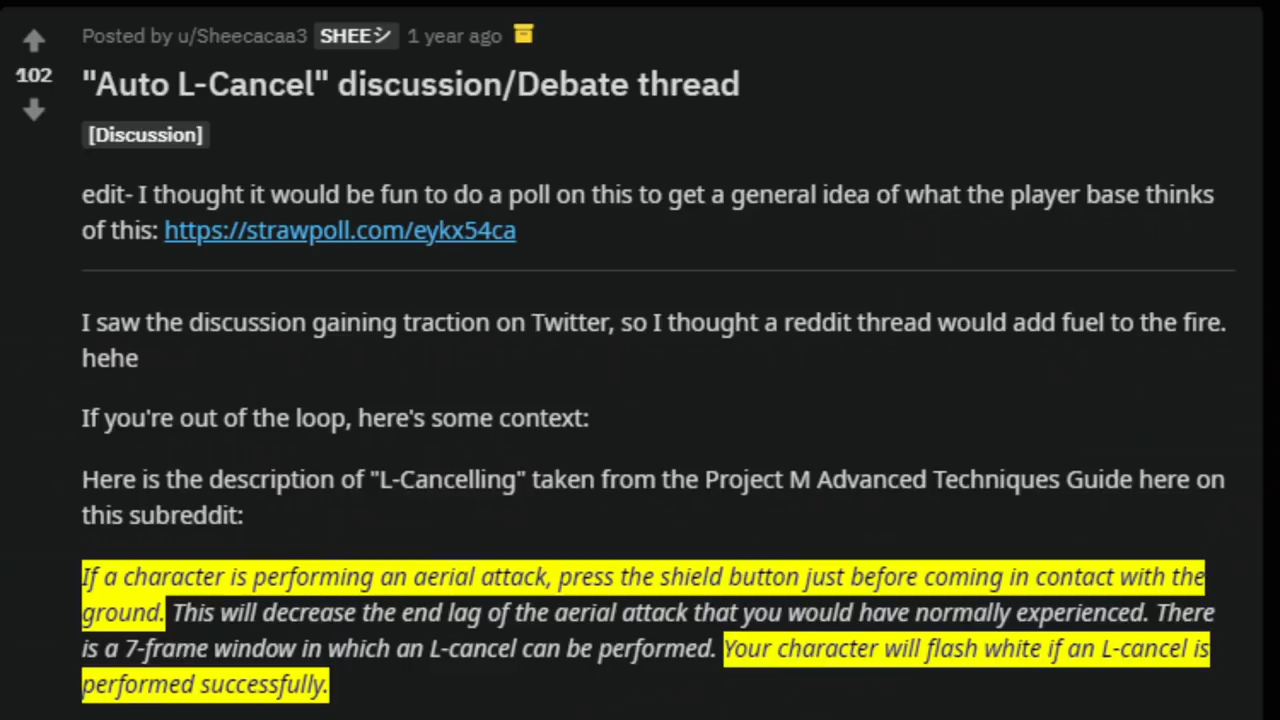 Posted by u/Sheecacaa3 SHEEシ 1 year ago
102
"Auto L-Cancel" discussion/Debate thread
[Discussion]
edit- I thought it would be fun to do a poll on this to get a general idea of what the player base thinks
of this: https://strawpoll.com/eykx54ca
I saw the discussion gaining traction on Twitter, so I thought a reddit thread would add fuel to the fire.
hehe
If you're out of the loop, here's some context:
Here is the description of "L-Cancelling" taken from the Project M Advanced Techniques Guide here on
this subreddit:
If a character is performing an aerial attack, press the shield button just before coming in contact with the
ground. This will decrease the end lag of the aerial attack that you would have normally experienced. There
is a 7-frame window in which an L-cancel can be performed. Your character will flash white if an L-cancel is
performed successfully.